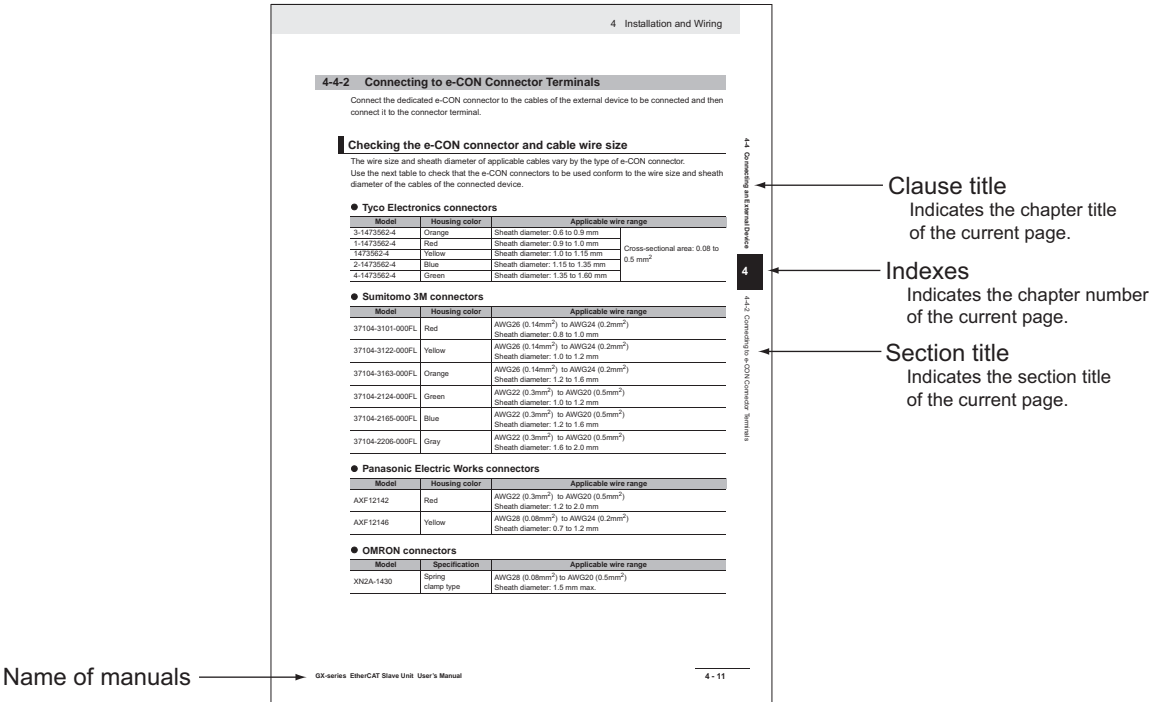 4 Installation and Wiring
4-4-2 Connecting to e-CON Connector Terminals
Connect the dedicated e-CON connector to the cables of the external device to be connected and then
connect it to the connector terminal.
Checking the e-CON connector and cable wire size
The wire size and sheath diameter of applicable cables vary by the type of e-CON connector.
Use the next table to check that the e-CON connectors to be used conform to the wire size and sheath
diameter of the cables of the connected device.
● Tyco Electronics connectors
Model Housing color Applicable wire range
3-1473562-4 Orange Sheath diameter: 0.6 to 0.9 mm
1-1473562-4 Red Sheath diameter: 0.9 to 1.0 mm
1473562-4 Yellow Sheath diameter: 1.0 to 1.15 mm
2-1473562-4 Blue Sheath diameter: 1.15 to 1.35 mm
4-1473562-4 Green Sheath diameter: 1.35 to 1.60 mm
Cross-sectional area: 0.08 to
0.5 mm²
● Sumitomo 3M connectors
Model Housing color Applicable wire range
37104-3101-000FL Red AWG26 (0.14mm²) to AWG24 (0.2mm²)
Sheath diameter: 0.8 to 1.0 mm
37104-3122-000FL Yellow AWG26 (0.14mm²) to AWG24 (0.2mm²)
Sheath diameter: 1.0 to 1.2 mm
37104-3163-000FL Orange AWG26 (0.14mm²) to AWG24 (0.2mm²)
Sheath diameter: 1.2 to 1.6 mm
37104-2124-000FL Green AWG22 (0.3mm²) to AWG20 (0.5mm²)
Sheath diameter: 1.0 to 1.2 mm
37104-2165-000FL Blue AWG22 (0.3mm²) to AWG20 (0.5mm²)
Sheath diameter: 1.2 to 1.6 mm
37104-2206-000FL Gray AWG22 (0.3mm²) to AWG20 (0.5mm²)
Sheath diameter: 1.6 to 2.0 mm
● Panasonic Electric Works connectors
Model Housing color Applicable wire range
AXF12142 Red AWG22 (0.3mm²) to AWG20 (0.5mm²)
Sheath diameter: 1.2 to 2.0 mm
AXF12146 Yellow AWG28 (0.08mm²) to AWG24 (0.2mm²)
Sheath diameter: 0.7 to 1.2 mm
● OMRON connectors
Model Specification Applicable wire range
XN2A-1430 Spring
clamp type
AWG28 (0.08mm²) to AWG20 (0.5mm²)
Sheath diameter: 1.5 mm max.
4-4 Connecting an External Device
4
4-4-2 Connecting to e-CON Connector Terminals
Clause title
Indicates the chapter title
of the current page.
Indexes
Indicates the chapter number
of the current page.
Section title
Indicates the section title
of the current page.
Name of manuals
GX-series EtherCAT Slave Unit User's Manual
4 - 11